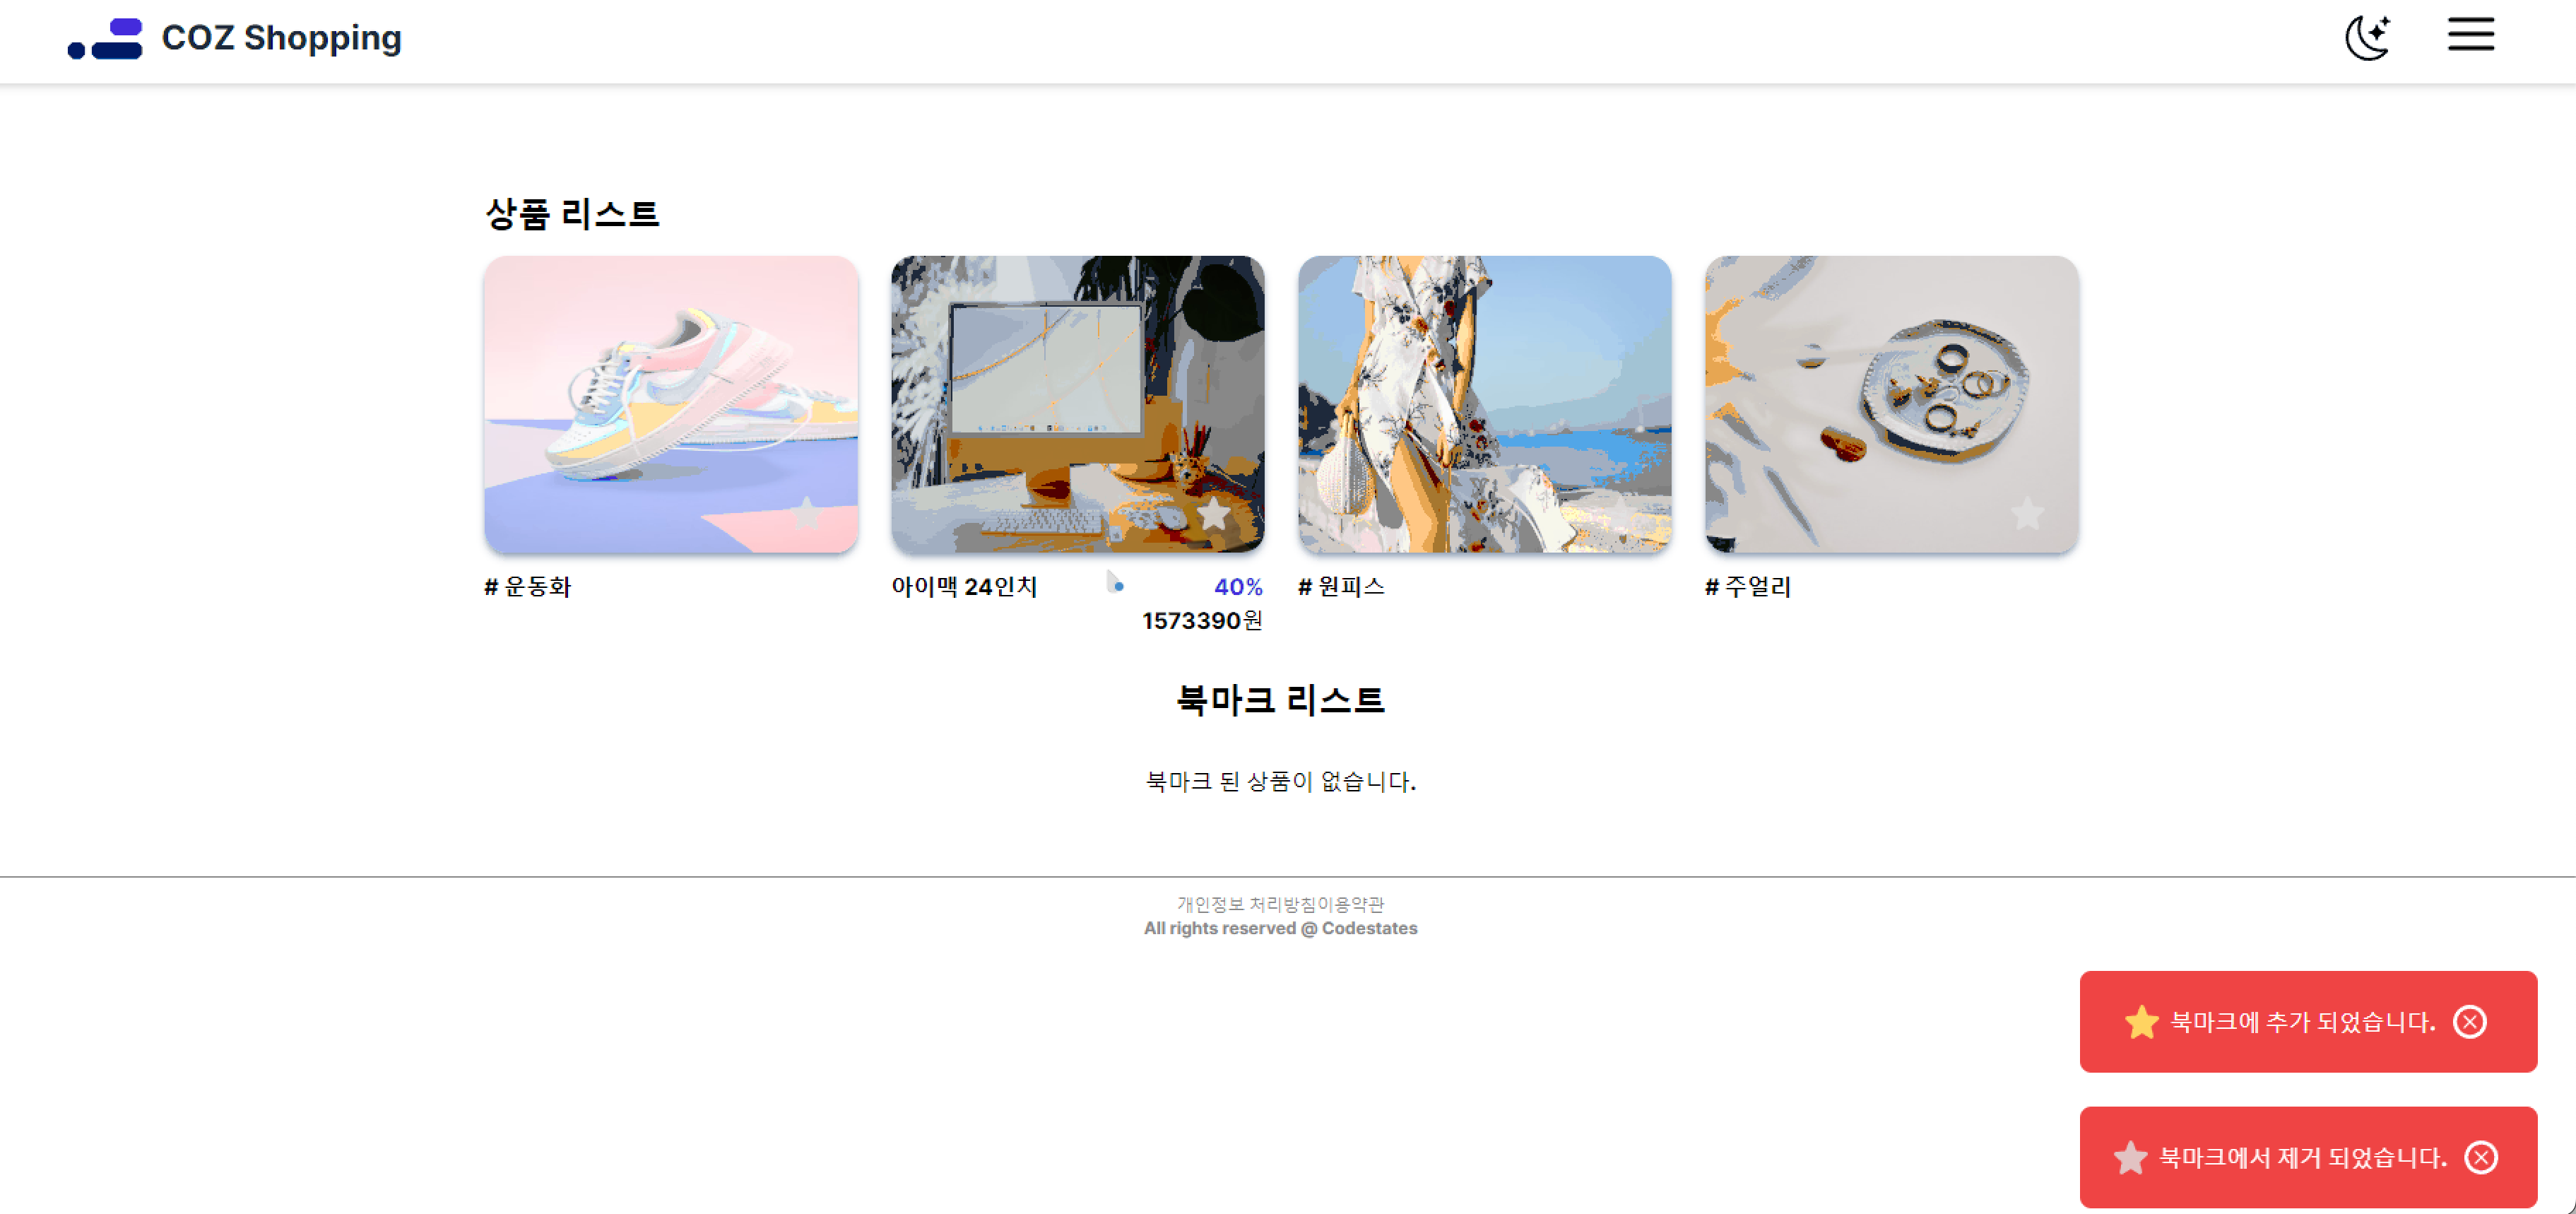 COZ Shopping
상품 리스트
# 운동화
아이맥 24인치 40%
1573390원
# 원피스
# 주얼리
북마크 리스트
북마크 된 상품이 없습니다.
개인정보 처리방침이용약관
All rights reserved @ Codestates
북마크에 추가 되었습니다.
북마크에서 제거 되었습니다.